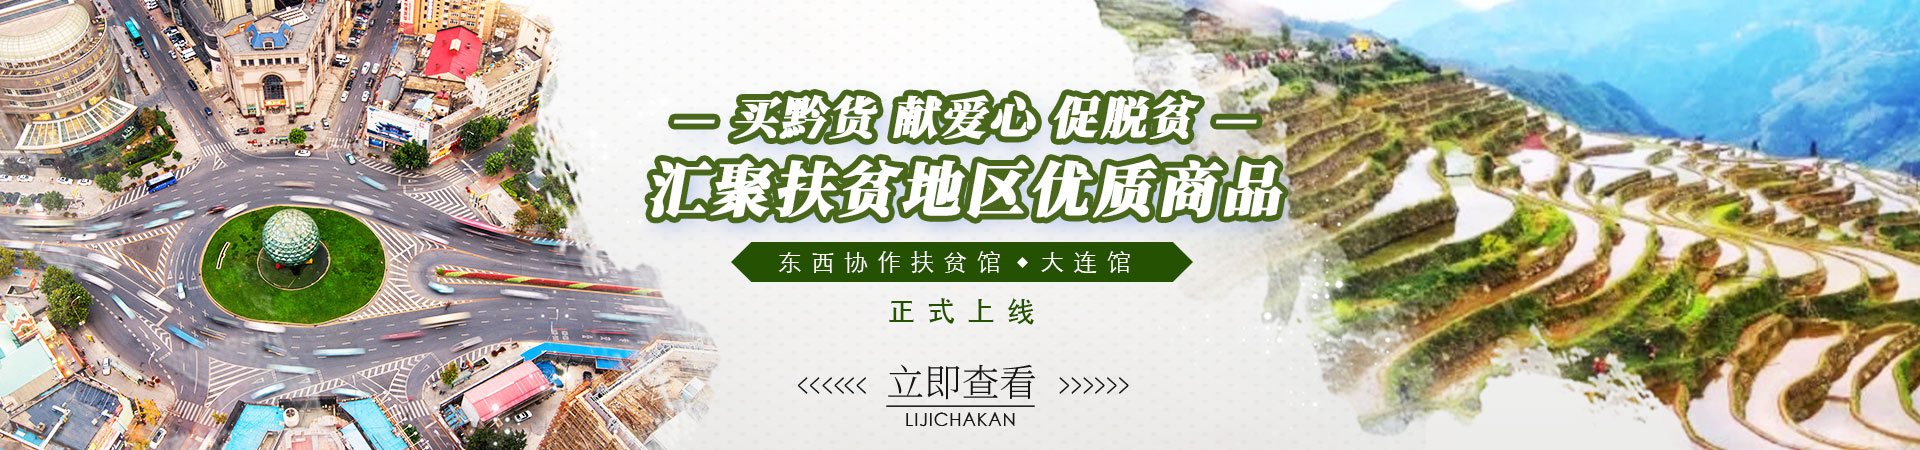 — 买黔货 献爱心 促脱贫 —
汇聚扶贫地区优质商品
东西协作扶贫馆◆大连馆
正式上线
<<<<<< 立即查看 >>>>>>
LIJICHAKAN